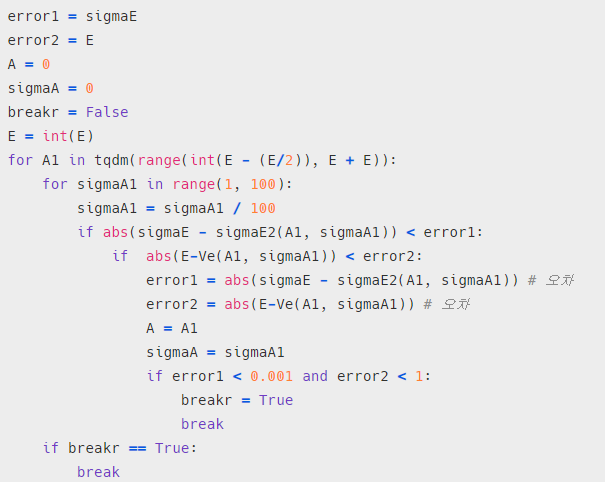 error1 = sigmaE
error2 = E
A = 0
sigmaA = 0
breakr = False
E = int(E)
for A1 in tqdm(range(int(E - (E/2)), E + E)):
    for sigmaA1 in range(1, 100):
        sigmaA1 = sigmaA1 / 100
        if abs(sigmaE - sigmaE2(A1, sigmaA1)) < error1:
            if  abs(E-Ve(A1, sigmaA1)) < error2:
                error1 = abs(sigmaE - sigmaE2(A1, sigmaA1)) # 오차
                error2 = abs(E-Ve(A1, sigmaA1)) # 오차
                A = A1
                sigmaA = sigmaA1
                if error1 < 0.001 and error2 < 1:
                    breakr = True
                    break
    if breakr == True:
        break